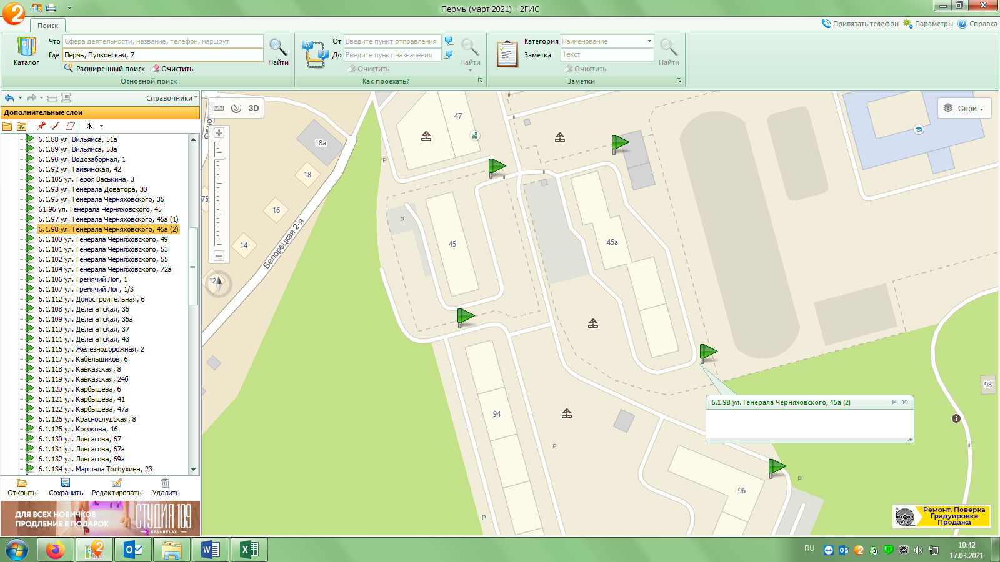 Пермь (март 2021) - 2ГИС
Поиск
Привязать телефон
Параметры
Справка
Каталог
Что
Сфера деятельности, название, телефон, маршрут
Где
Пермь, Пулковская, 7
Расширенный поиск
Очистить
Найти
Основной поиск
От
Введите пункт отправления
До
Введите пункт назначения
Очистить
Найти
Как проехать?
Категория
Наименование
Заметка
Текст
Очистить
Найти
Заметки
Справочники
Дополнительные слои
6.1.88 ул. Вильямса, 51а
6.1.89 ул. Вильямса, 53а
6.1.90 ул. Водозаборная, 1
6.1.92 ул. Гайвинская, 42
6.1.105 ул. Героя Васькина, 3
6.1.93 ул. Генерала Доватора, 30
6.1.95 ул. Генерала Черняховского, 35
61.96 ул. Генерала Черняховского, 45
6.1.97 ул. Генерала Черняховского, 45а (1)
6.1.98 ул. Генерала Черняховского, 45а (2)
6.1.100 ул. Генерала Черняховского, 49
6.1.101 ул. Генерала Черняховского, 53
6.1.102 ул. Генерала Черняховского, 55
6.1.104 ул. Генерала Черняховского, 72а
6.1.106 ул. Гремячий Лог, 1
6.1.107 ул. Гремячий Лог, 1/3
6.1.112 ул. Домостроительная, 6
6.1.108 ул. Делегатская, 35
6.1.109 ул. Делегатская, 35а
6.1.110 ул. Делегатская, 37
6.1.111 ул. Делегатская, 43
6.1.116 ул. Железнодорожная, 2
6.1.117 ул. Кабельщиков, 6
6.1.118 ул. Кавказская, 8
6.1.119 ул. Кавказская, 24б
6.1.120 ул. Карбышева, 6
6.1.121 ул. Карбышева, 41
6.1.122 ул. Карбышева, 47а
6.1.126 ул. Краснослудская, 8
6.1.125 ул. Косякова, 16
6.1.130 ул. Лянгасова, 67
6.1.131 ул. Лянгасова, 67а
6.1.132 ул. Лянгасова, 69а
6.1.134 ул. Маршала Толбухина, 23
Открыть
Сохранить
Редактировать
Удалить
ДЛЯ ВСЕХ НОВИЧКОВ
ПРОДЛЕНИЕ В ПОДАРОК
СТУДИЯ 109
SPA & RELAX
3D
Слои
47
18а
18
75
16
14
12
Белорецкая 2-я
P
P
45
45а
94
P
96
P
P
98
6.1.98 ул. Генерала Черняховского, 45а (2)
Ремонт. Поверка
Градуировка
Продажа
RU
10:42
17.03.2021